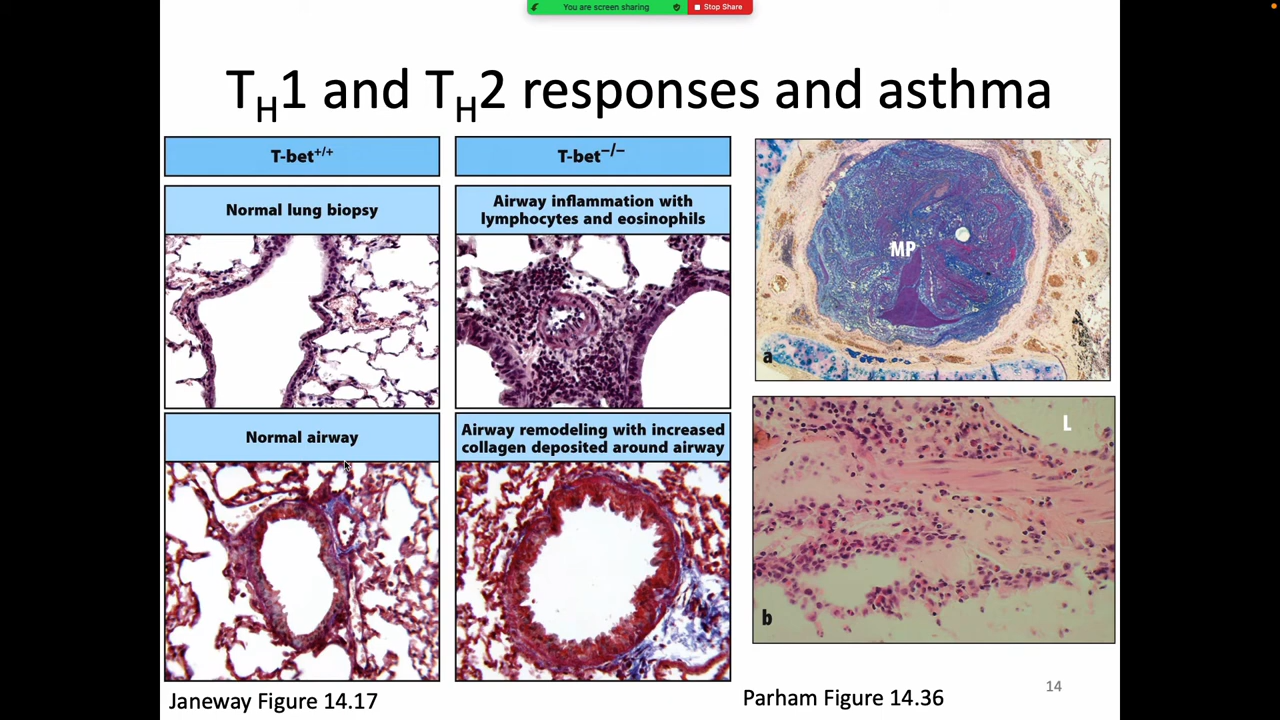 You are screen sharing
Stop Share
TH1 and TH2 responses and asthma
T-bet+/+
T-bet−/−
Normal lung biopsy
Airway inflammation with
lymphocytes and eosinophils
MP
a
Normal airway
Airway remodeling with increased
collagen deposited around airway
L
b
Janeway Figure 14.17
Parham Figure 14.36
14